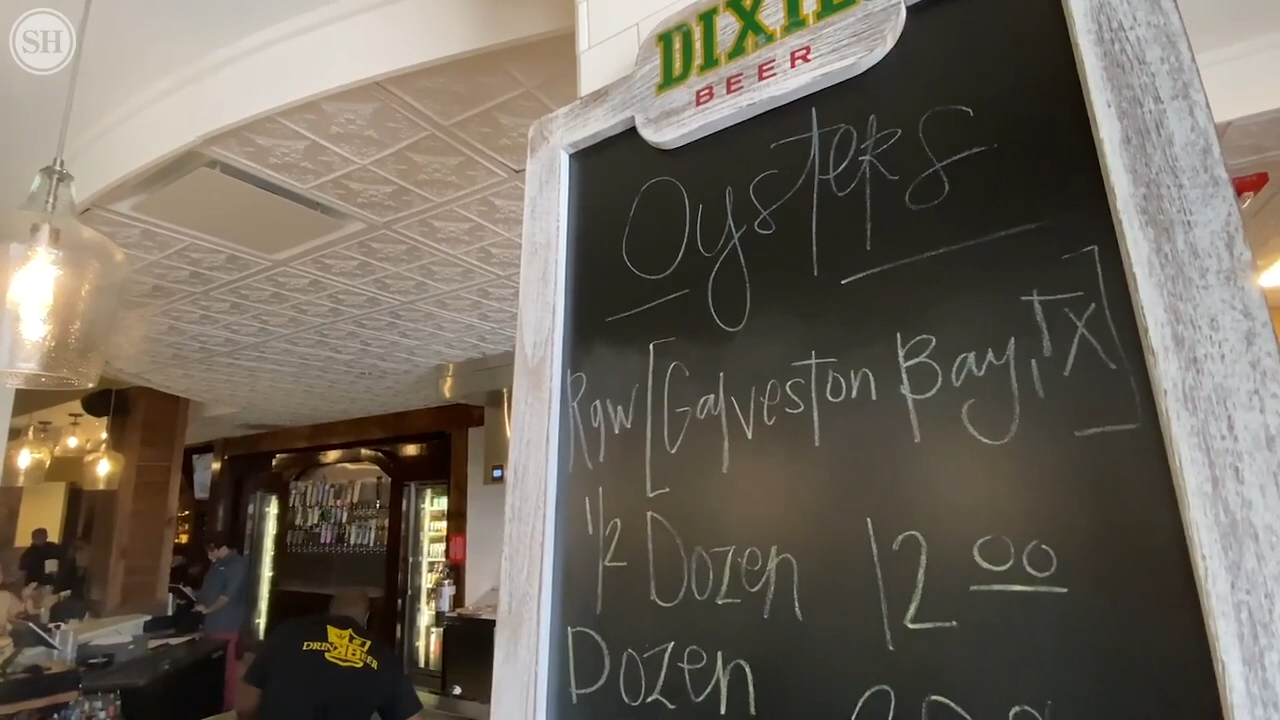 SH
DIXIE
BEER
Oysters
Raw [Galveston Bay, TX]
1/2 Dozen 12.00
Dozen
DRINK BEER